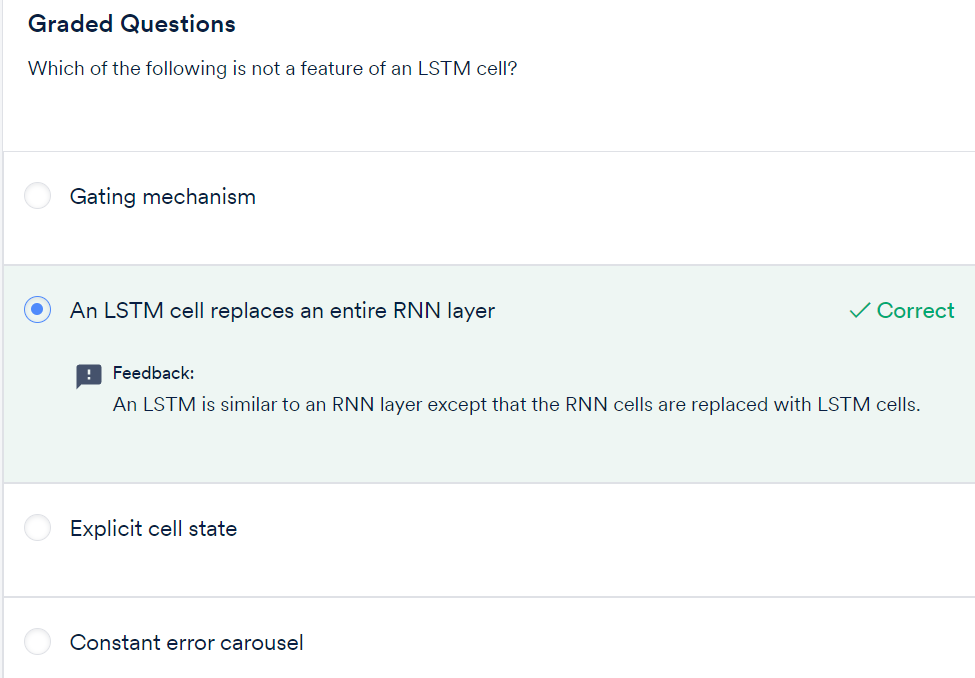 Graded Questions
Which of the following is not a feature of an LSTM cell?
Gating mechanism
An LSTM cell replaces an entire RNN layer
Correct
Feedback:
An LSTM is similar to an RNN layer except that the RNN cells are replaced with LSTM cells.
Explicit cell state
Constant error carousel